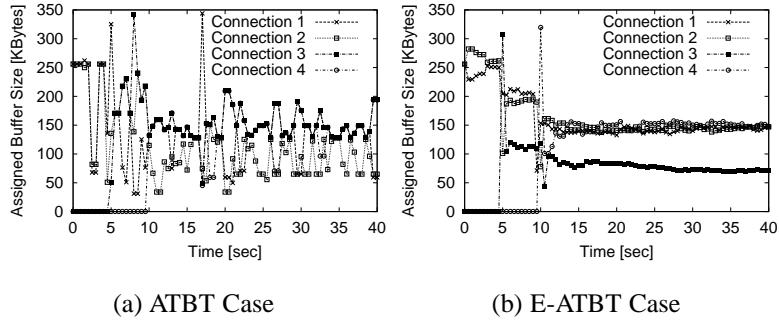 350
300
250
200
150
100
50
0
Assigned Buffer Size [KBytes]
Connection 1
Connection 2
Connection 3
Connection 4
0 5 10 15 20 25 30 35 40
Time [sec]
(a) ATBT Case
350
300
250
200
150
100
50
0
Assigned Buffer Size [KBytes]
Connection 1
Connection 2
Connection 3
Connection 4
0 5 10 15 20 25 30 35 40
Time [sec]
(b) E-ATBT Case